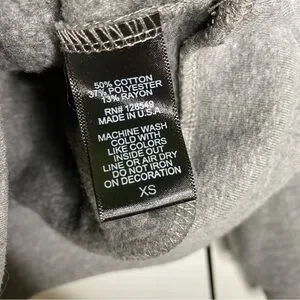 50% COTTON
37% POLYESTER
13% RAYON
RN# 128549
MADE IN U.S.A
MACHINE WASH
COLD WITH
LIKE COLORS
INSIDE OUT
LINE OR AIR DRY
DO NOT IRON
ON DECORATION
XS